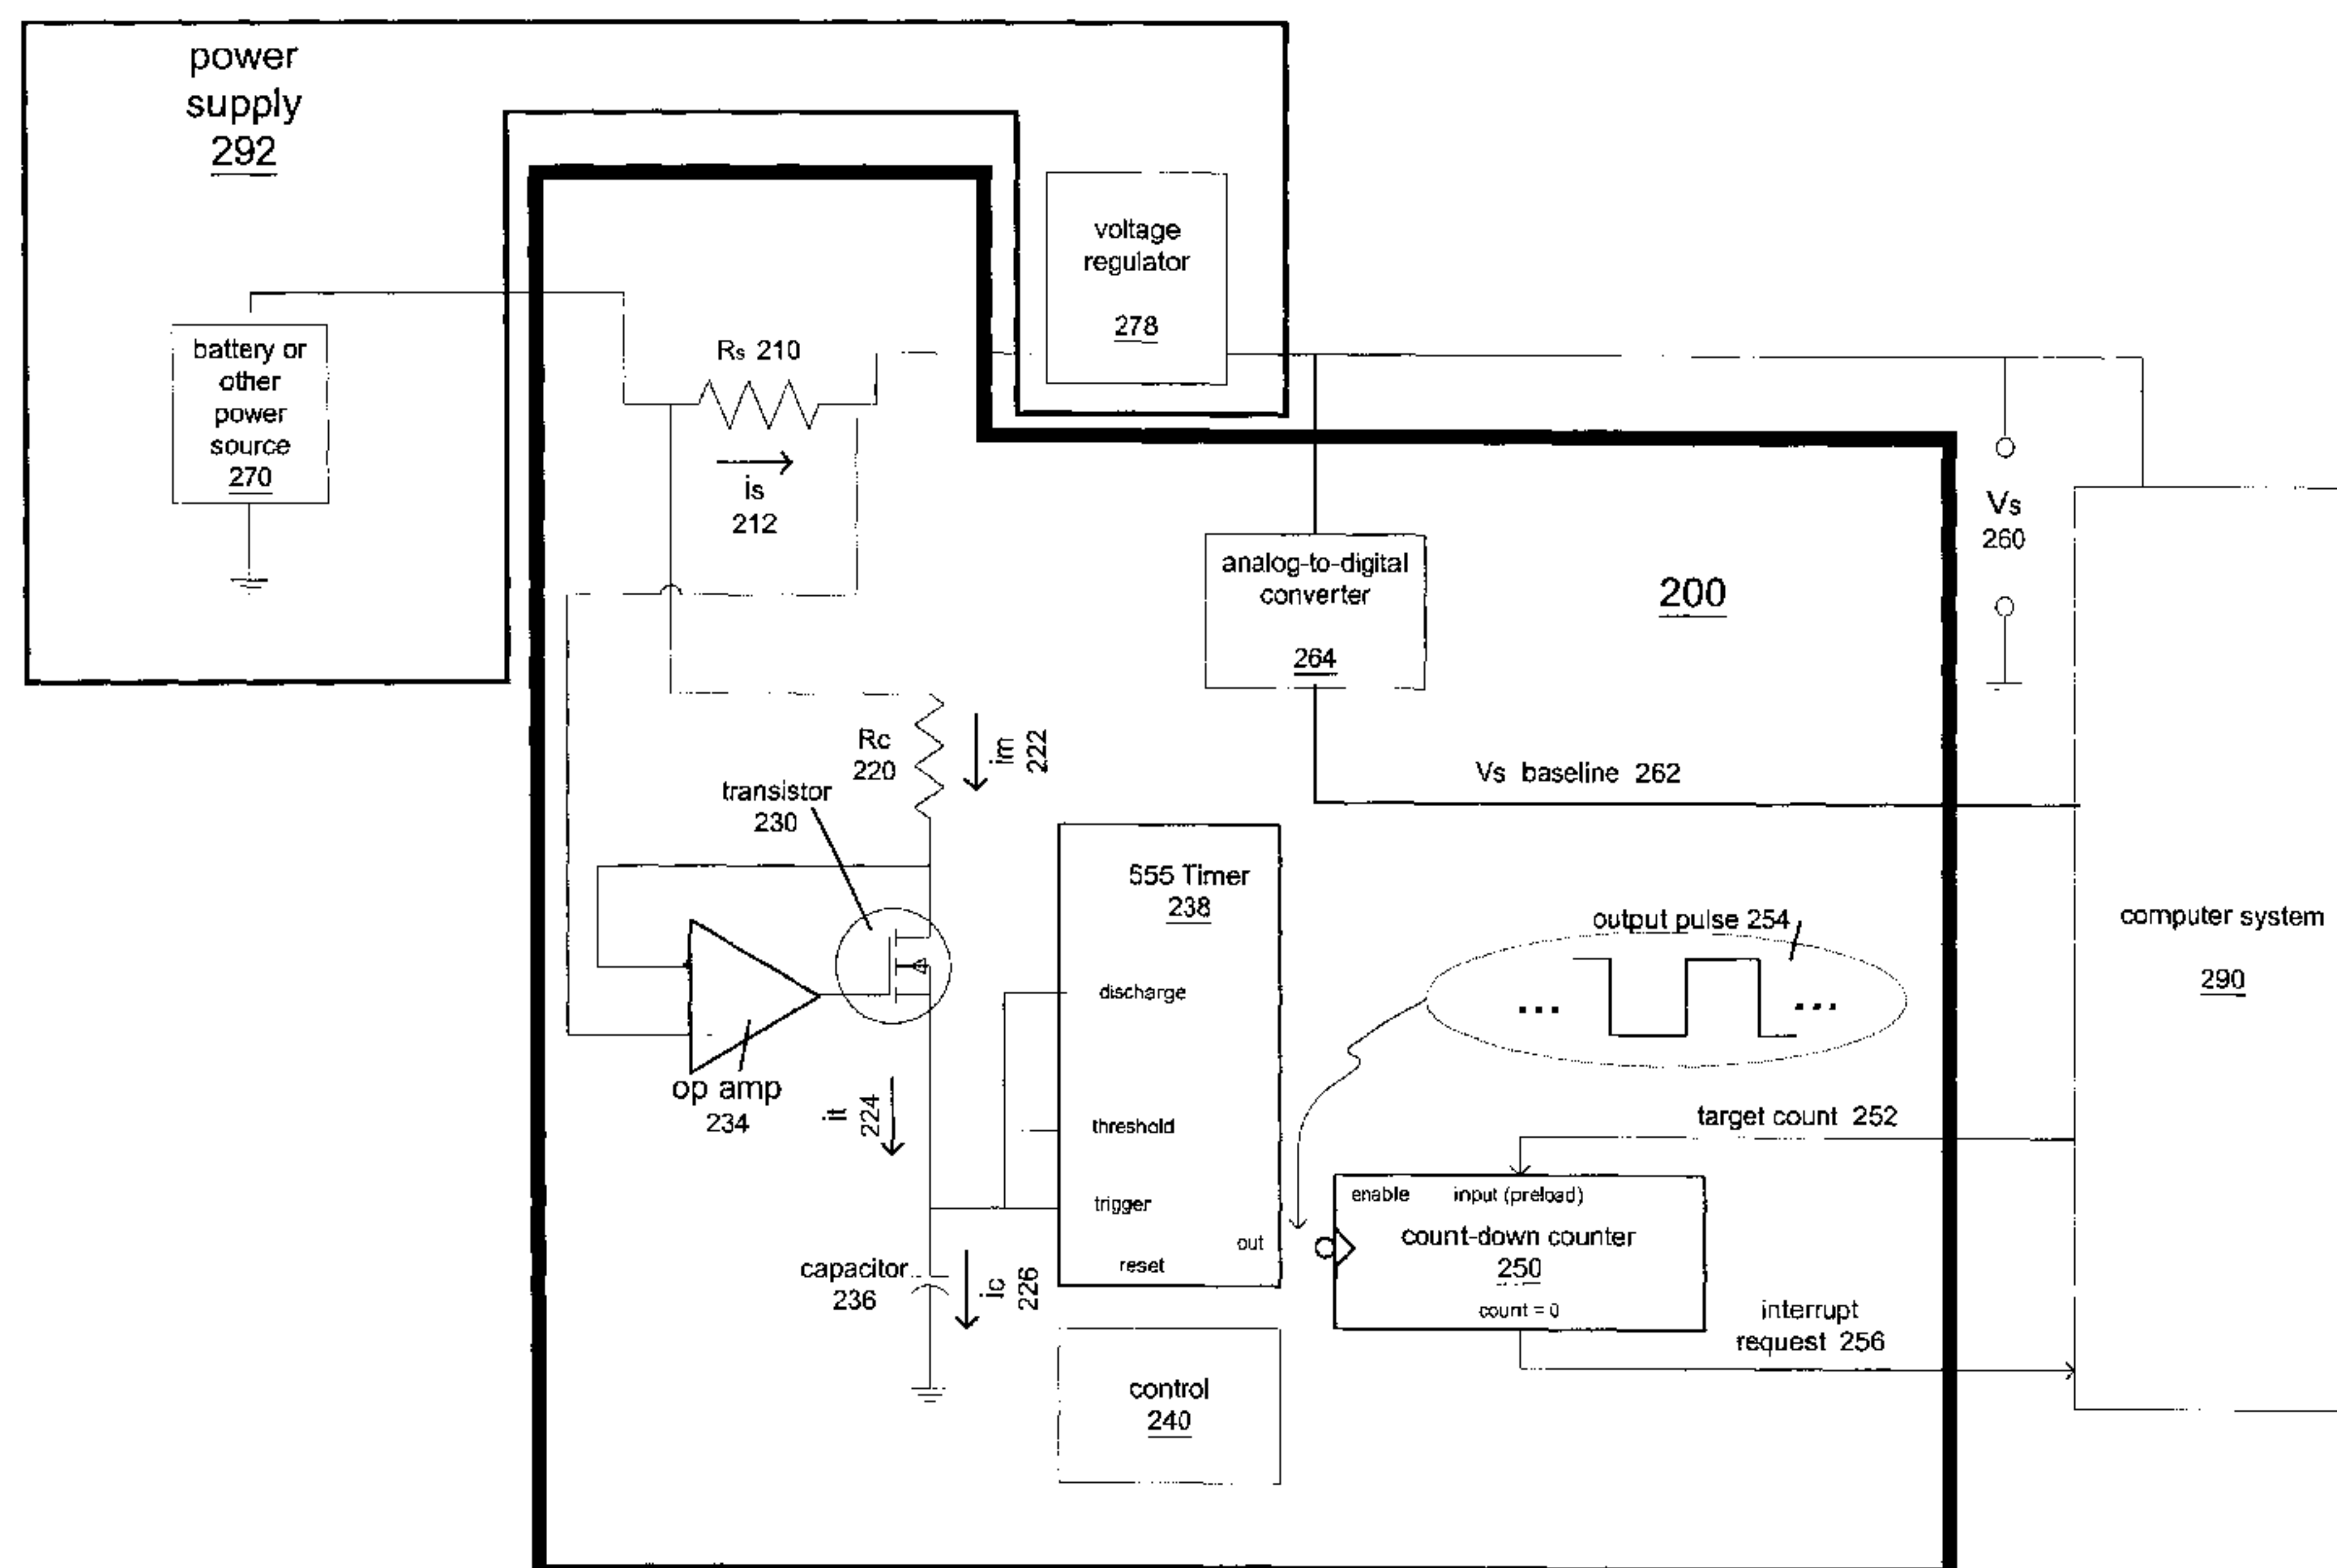 power
supply
292
voltage
regulator
278
battery or
other
power
source
270
Rs 210
is
212
Vs
260
analog-to-digital
converter
264
200
Rc
220
im
222
Vs baseline 262
transistor
230
555 Timer
238
discharge
threshold
trigger
out
reset
output pulse 254
...
...
computer system
290
op amp
234
it
224
target count 252
enable
input (preload)
count-down counter
250
count = 0
capacitor
236
ic
226
interrupt
request 256
control
240